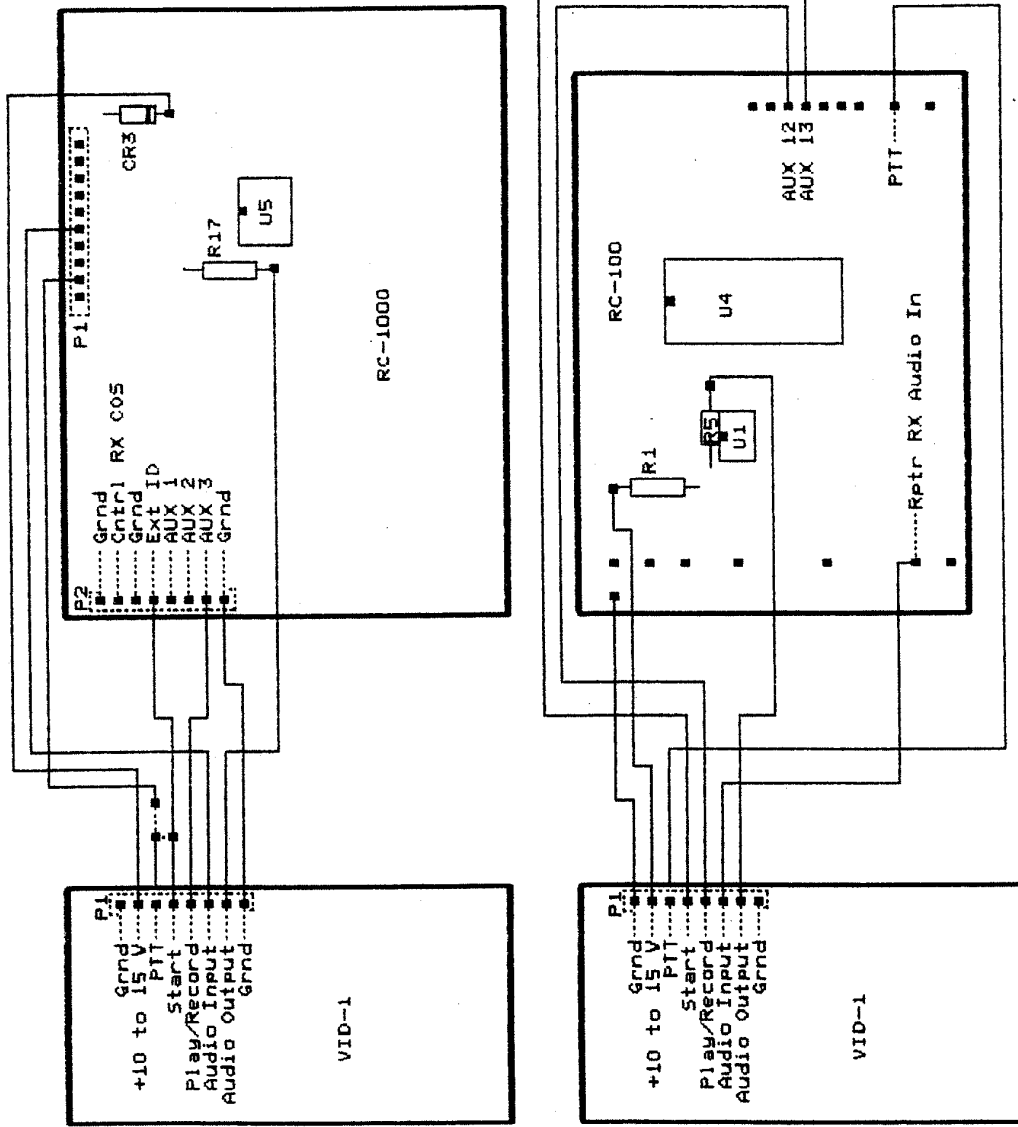 CR3
P1
U5
R17
RC-1000
P2
Grnd
Cntrl RX COS
Grnd
Ext ID
AUX 1
AUX 2
AUX 3
Grnd
P1
Grnd
+10 to 15 V
PTT
Start
Play/Record
Audio Input
Audio Output
Grnd
VID-1
AUX 12
AUX 13
PTT
RC-100
U4
R5
U1
R1
Rptr RX Audio In
P1
Grnd
+10 to 15 V
PTT
Start
Play/Record
Audio Input
Audio Output
Grnd
VID-1